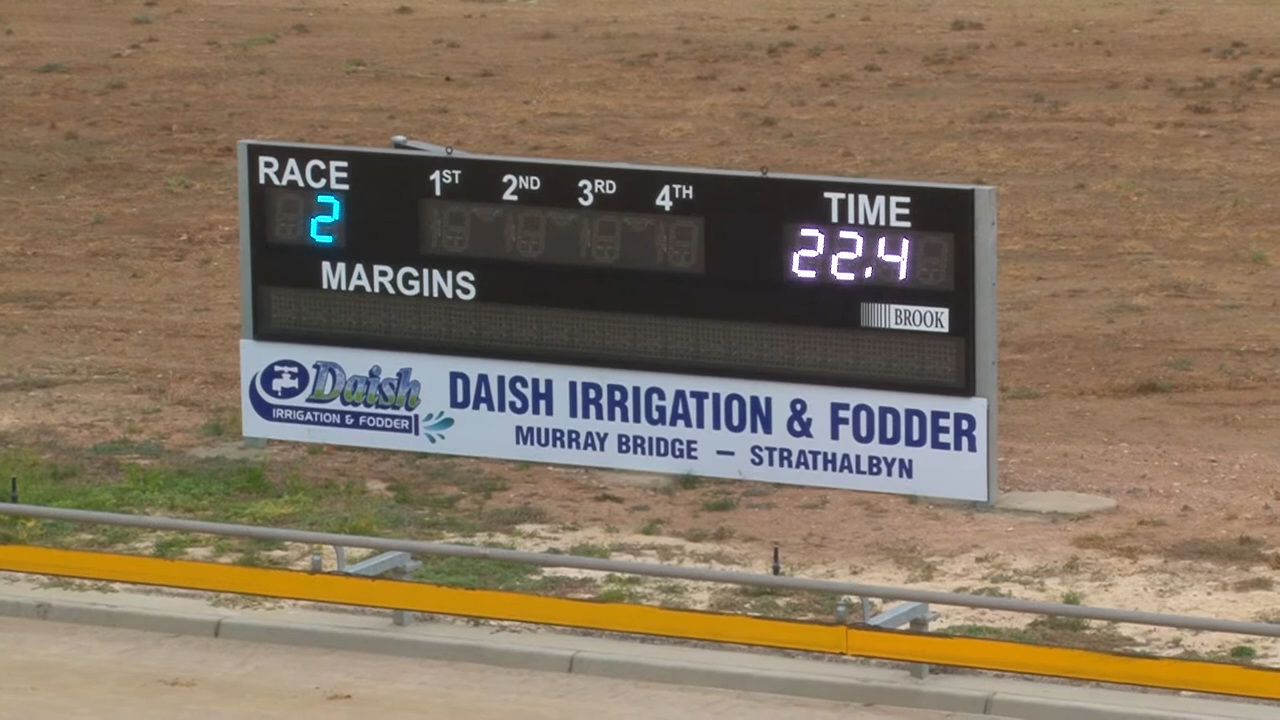 RACE 1ST 2ND 3RD 4TH TIME
2 22.4
MARGINS
BROOK
Daish
IRRIGATION & FODDER
DAISH IRRIGATION & FODDER
MURRAY BRIDGE — STRATHALBYN